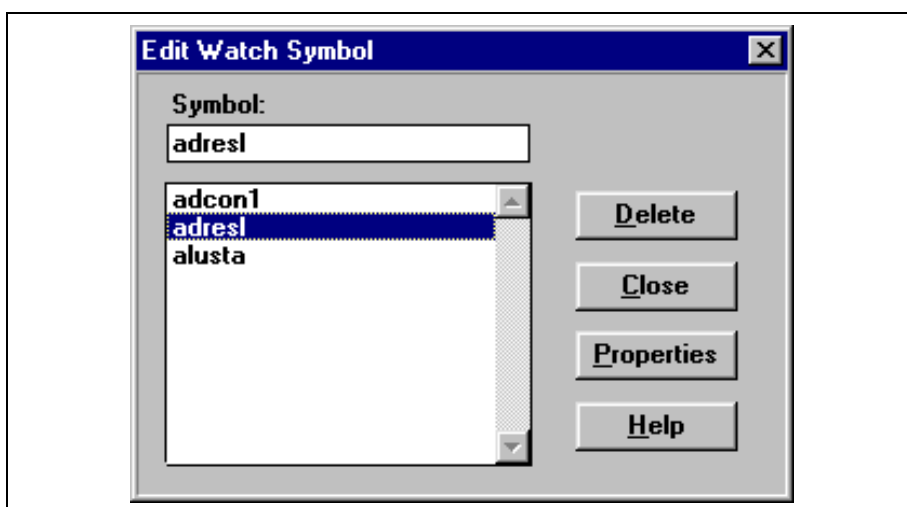 Edit Watch Symbol
Symbol:
adresl
adcon1
adresl
alusta
Delete
Close
Properties
Help